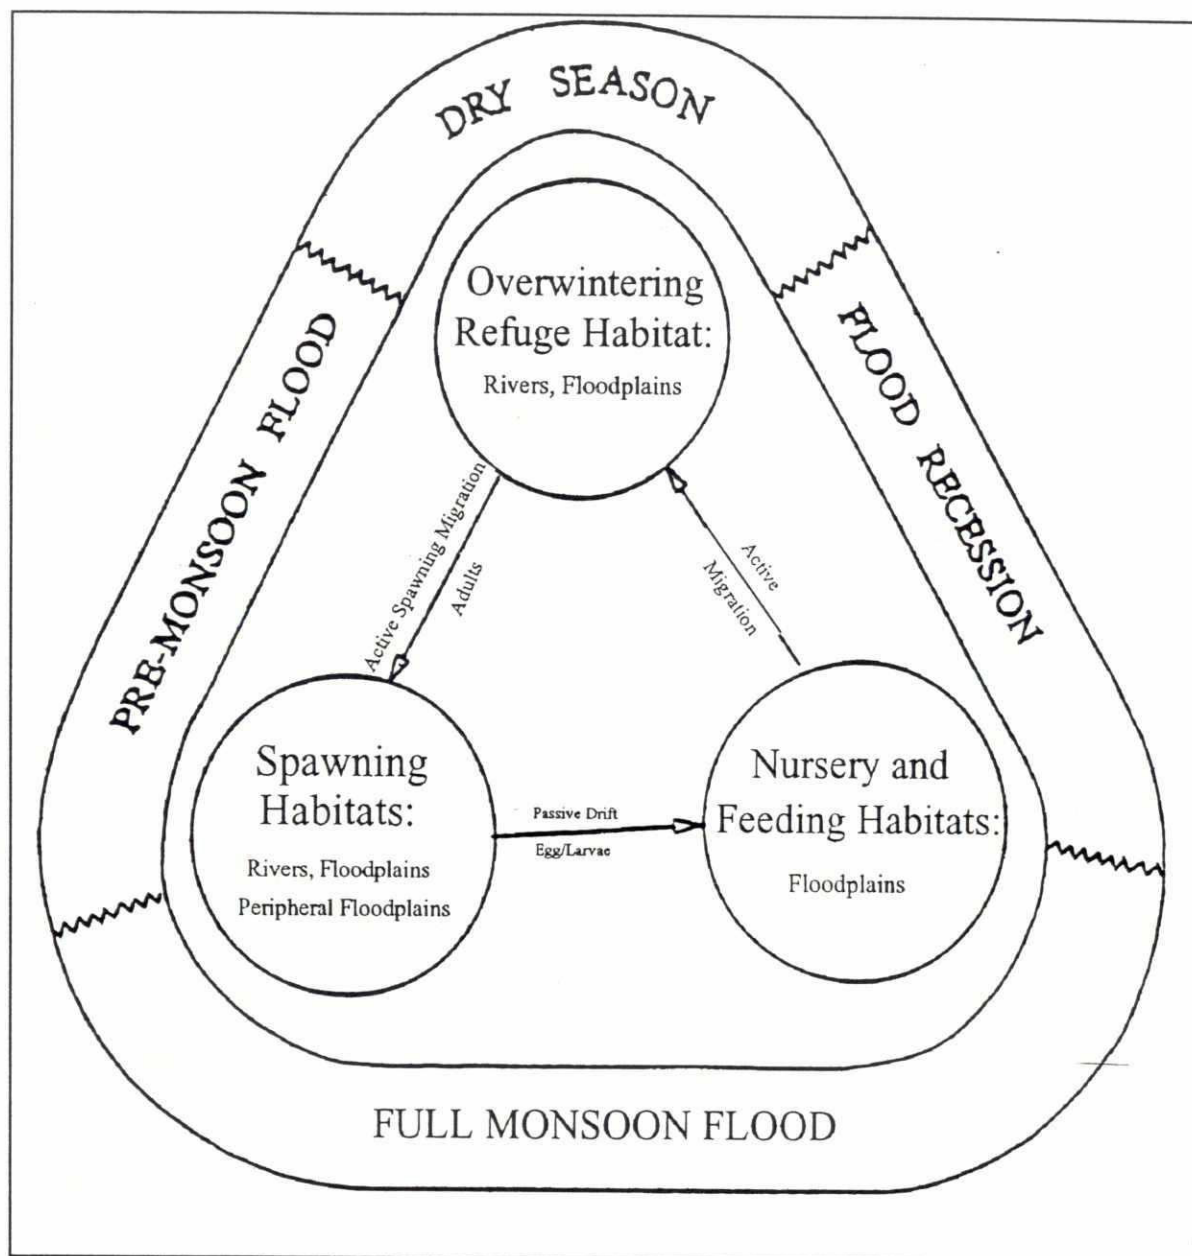 DRY SEASON
Overwintering
Refuge Habitat:
Rivers, Floodplains
PRE-MONSOON FLOOD
FLOOD RECESSION
Active Spawning Migration
Adults
Active
Migration
Spawning
Habitats:
Rivers, Floodplains
Peripheral Floodplains
Passive Drift
Egg/Larvae
Nursery and
Feeding Habitats:
Floodplains
FULL MONSOON FLOOD